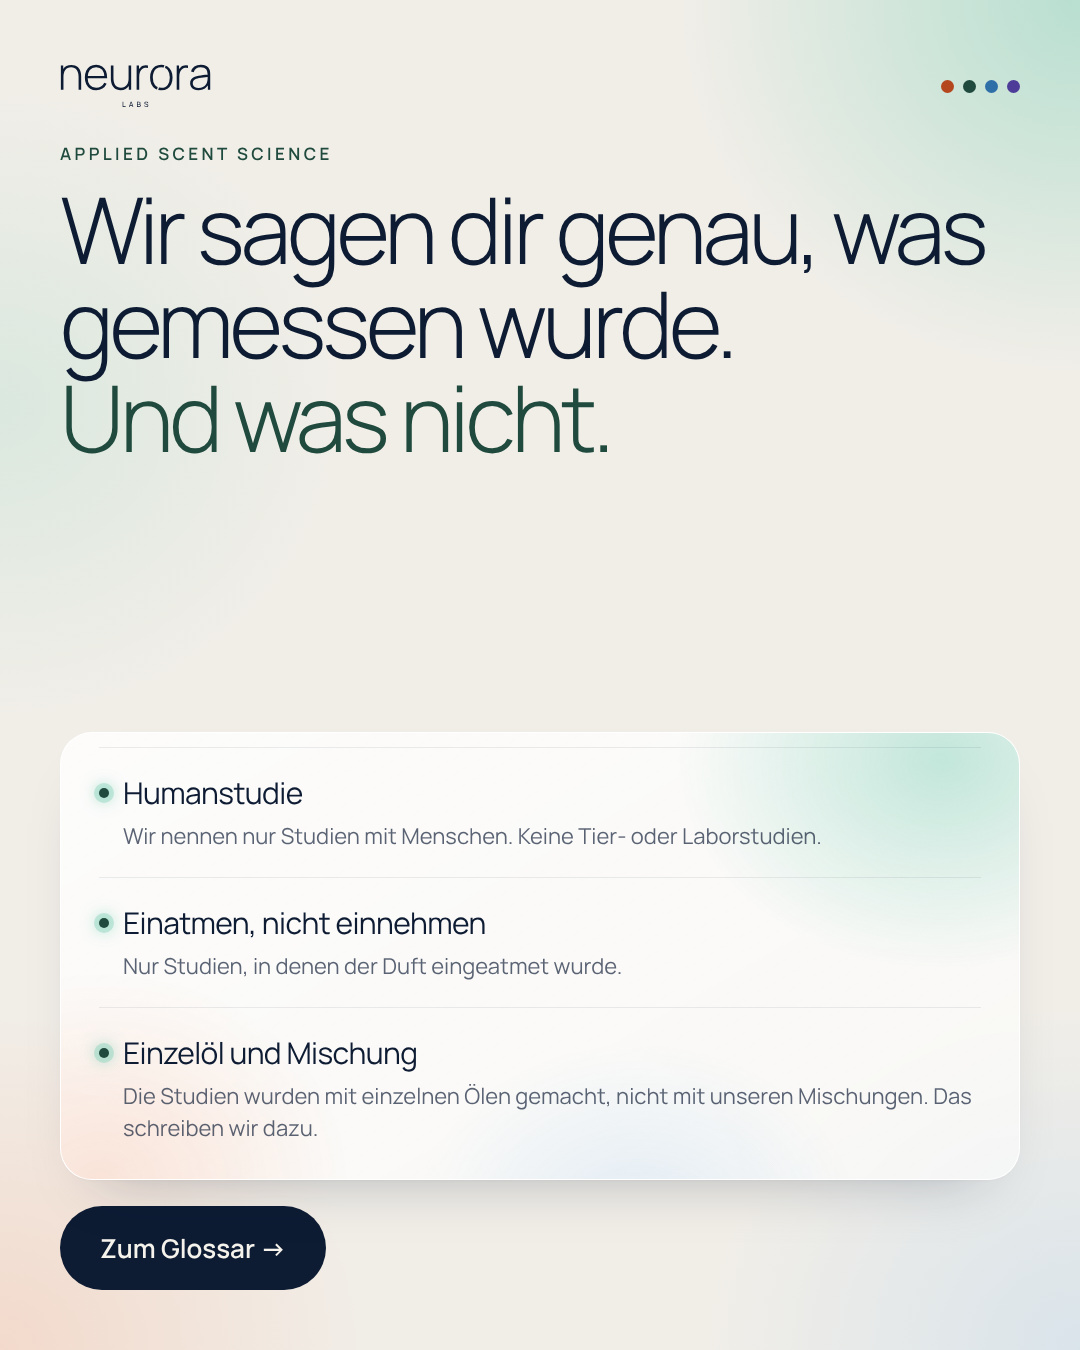 neurora
LABS
APPLIED SCENT SCIENCE
Wir sagen dir genau, was
gemessen wurde.
Und was nicht.
Humanstudie
Wir nennen nur Studien mit Menschen. Keine Tier- oder Laborstudien.
Einatmen, nicht einnehmen
Nur Studien, in denen der Duft eingeatmet wurde.
Einzelöl und Mischung
Die Studien wurden mit einzelnen Ölen gemacht, nicht mit unseren Mischungen. Das
schreiben wir dazu.
Zum Glossar →